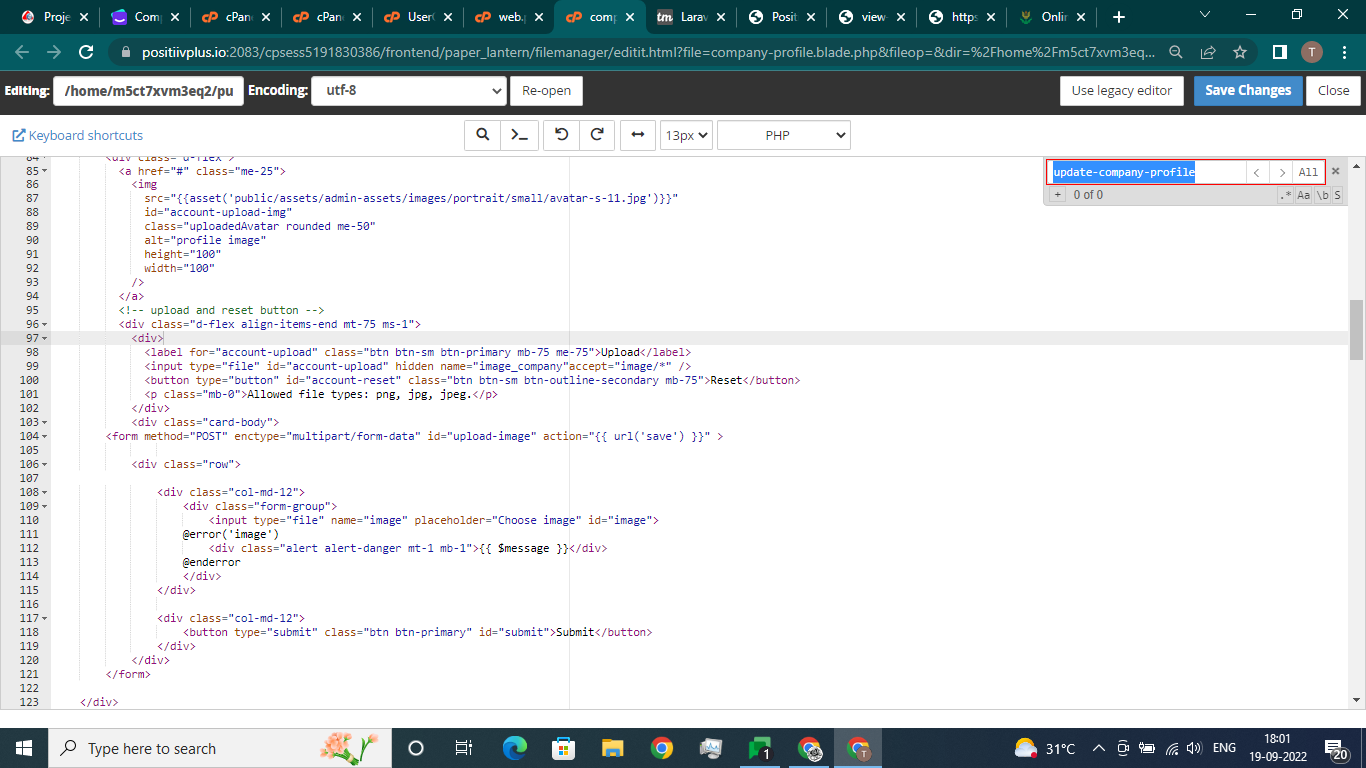 Proje
Comp
cPane
cPane
UserC
web.p
comp
Larav
Posit
view-
https
Onlin
positiivplus.io:2083/cpsess5191830386/frontend/paper_lantern/filemanager/editit.html?file=company-profile.blade.php&fileop=&dir=%2Fhome%2Fm5ct7xvm3eq...
T
Editing: /home/m5ct7xvm3eq2/pu Encoding: utf-8 Re-open Use legacy editor Save Changes Close
Keyboard shortcuts 13px PHP
update-company-profile All
+ 0 of 0 .* Aa \b S
84 <div class="d-flex">
85 <a href="#" class="me-25">
86 <img
87 src="{{asset('public/assets/admin-assets/images/portrait/small/avatar-s-11.jpg')}}"
88 id="account-upload-img"
89 class="uploadedAvatar rounded me-50"
90 alt="profile image"
91 height="100"
92 width="100"
93 />
94 </a>
95 <!-- upload and reset button -->
96 <div class="d-flex align-items-end mt-75 ms-1">
97 <div>
98 <label for="account-upload" class="btn btn-sm btn-primary mb-75 me-75">Upload</label>
99 <input type="file" id="account-upload" hidden name="image_company"accept="image/*" />
100 <button type="button" id="account-reset" class="btn btn-sm btn-outline-secondary mb-75">Reset</button>
101 <p class="mb-0">Allowed file types: png, jpg, jpeg.</p>
102 </div>
103 <div class="card-body">
104 <form method="POST" enctype="multipart/form-data" id="upload-image" action="{{ url('save') }}" >
105
106 <div class="row">
107
108 <div class="col-md-12">
109 <div class="form-group">
110 <input type="file" name="image" placeholder="Choose image" id="image">
111 @error('image')
112 <div class="alert alert-danger mt-1 mb-1">{{ $message }}</div>
113 @enderror
114 </div>
115 </div>
116
117 <div class="col-md-12">
118 <button type="submit" class="btn btn-primary" id="submit">Submit</button>
119 </div>
120 </div>
121 </form>
122
123 </div>
Type here to search
1
T
31°C
ENG
18:01
19-09-2022
20